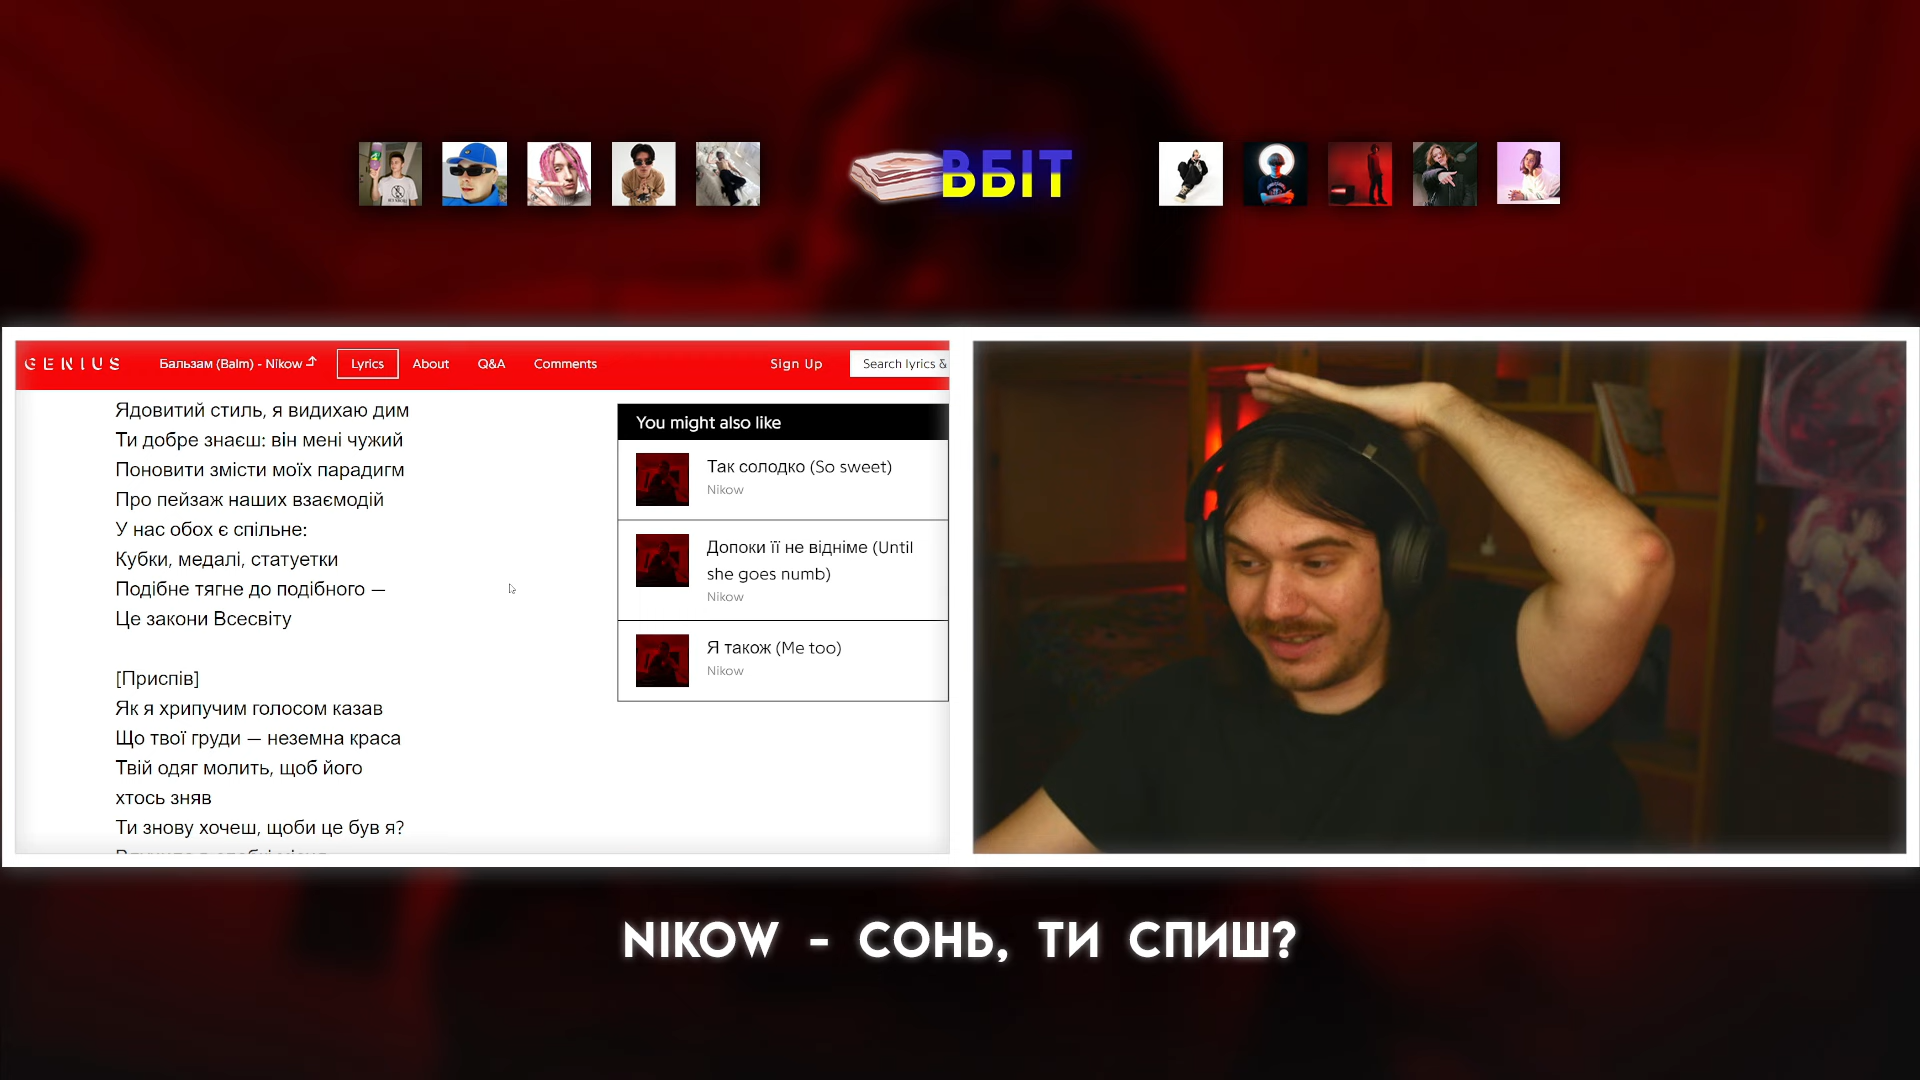 ВБІТ
GENIUS
Бальзам (Balm) - Nikow
Lyrics
About
Q&A
Comments
Sign Up
Search lyrics &
Ядовитий стиль, я видихаю дим
Ти добре знаєш: він мені чужий
Поновити змісти моїх парадигм
Про пейзаж наших взаємодій
У нас обох є спільне:
Кубки, медалі, статуетки
Подібне тягне до подібного —
Це закони Всесвіту
[Приспів]
Як я хрипучим голосом казав
Що твої груди — неземна краса
Твій одяг молить, щоб його
хтось зняв
Ти знову хочеш, щоби це був я?
You might also like
Так солодко (So sweet)
Nikow
Допоки її не відніме (Until
she goes numb)
Nikow
Я також (Me too)
Nikow
NIKOW - СОНЬ, ТИ СПИШ?